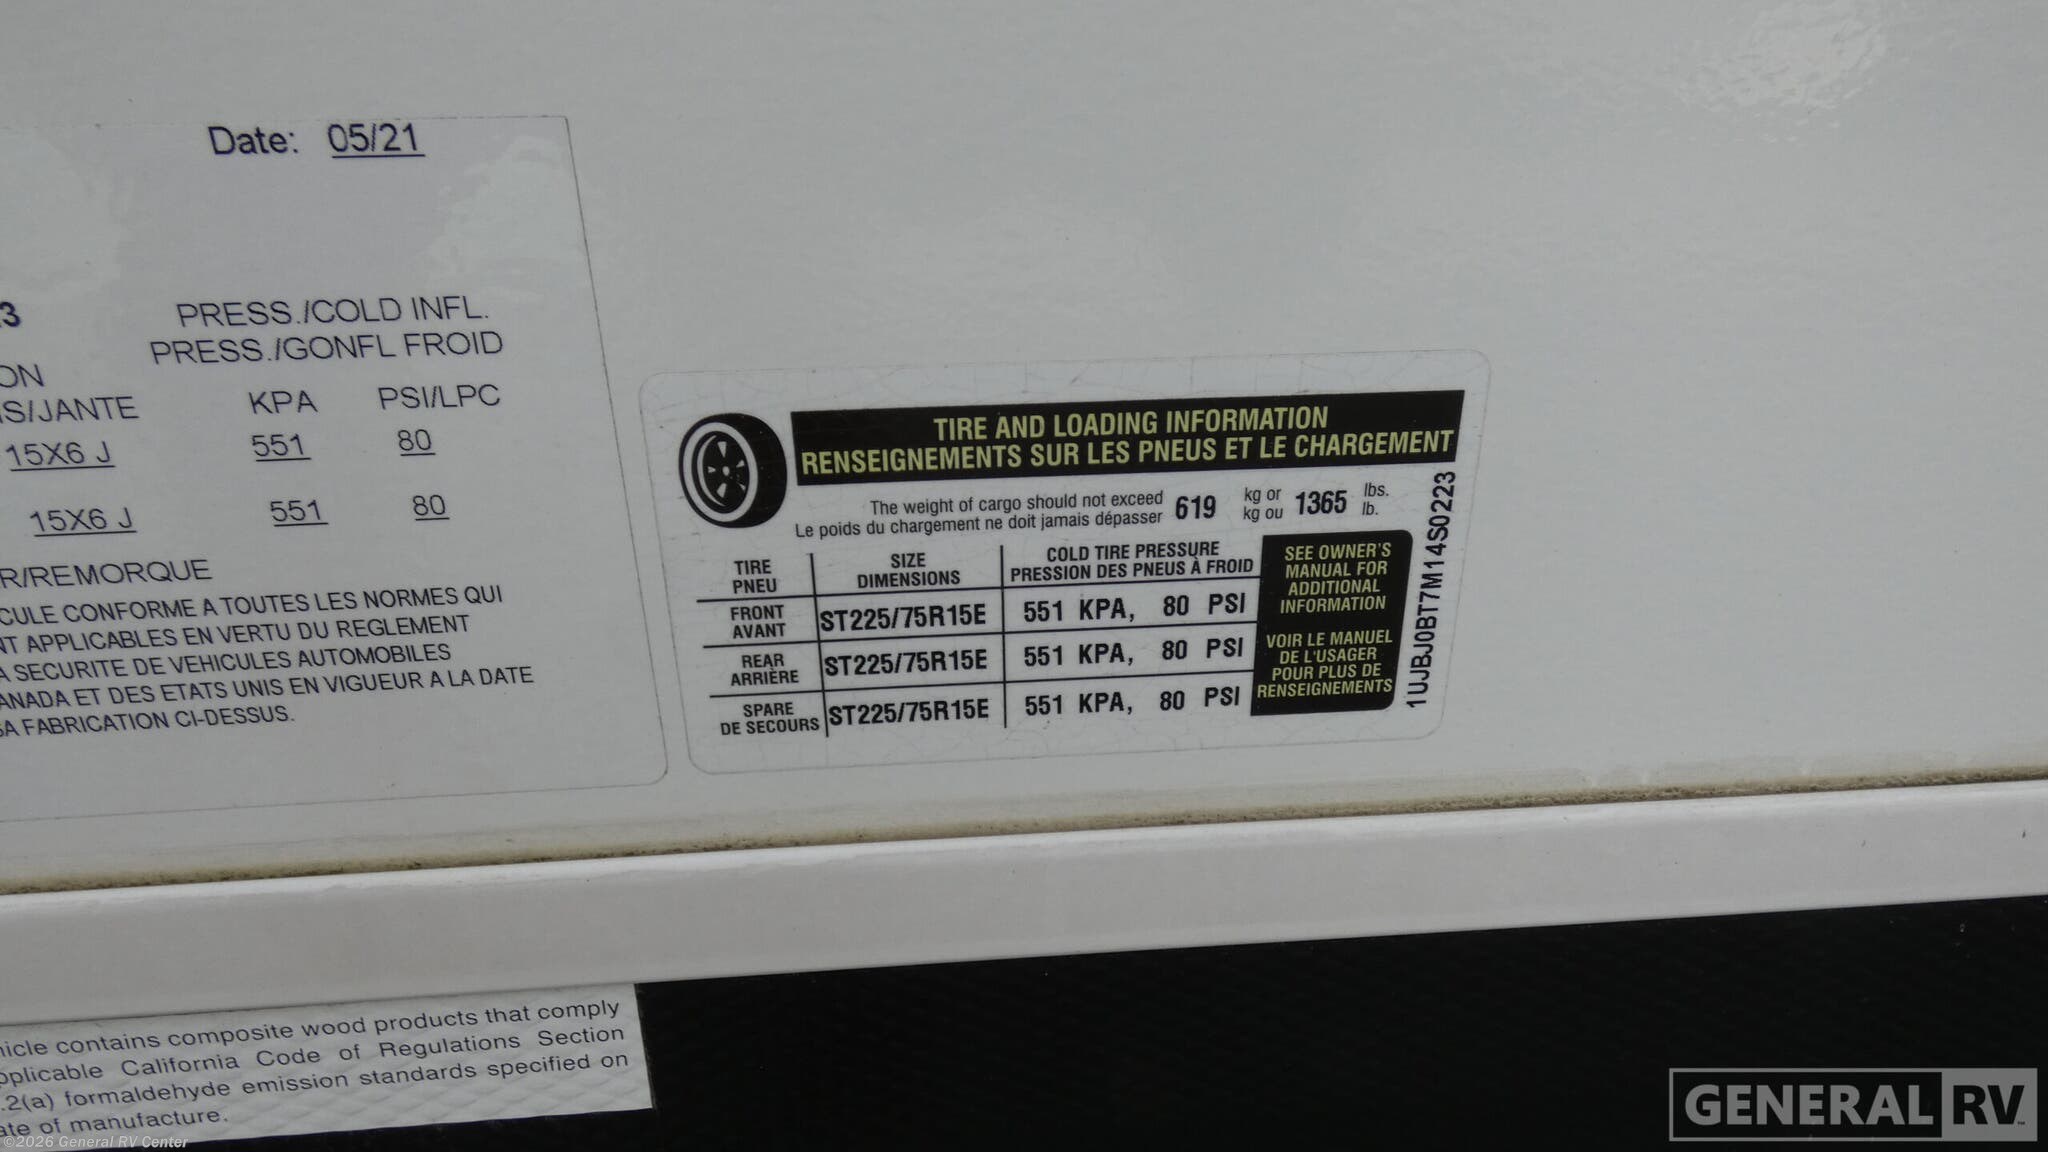 Date: 05/21
PRESS./COLD INFL.
PRESS./GONFL FROID
KPA PSI/LPC
15X6 J 551 80
15X6 J 551 80
R/REMORQUE
CULE CONFORME A TOUTES LES NORMES QUI
NT APPLICABLES EN VERTU DU REGLEMENT
A SECURITE DE VEHICULES AUTOMOBILES
ANADA ET DES ETATS UNIS EN VIGUEUR A LA DATE
SA FABRICATION CI-DESSUS.
TIRE AND LOADING INFORMATION
RENSEIGNEMENTS SUR LES PNEUS ET LE CHARGEMENT
The weight of cargo should not exceed 619 kg or 1365 lbs.
Le poids du chargement ne doit jamais dépasser kg ou lb.
TIRE SIZE COLD TIRE PRESSURE
PNEU DIMENSIONS PRESSION DES PNEUS À FROID
FRONT
AVANT ST225/75R15E 551 KPA, 80 PSI
REAR
ARRIÈRE ST225/75R15E 551 KPA, 80 PSI
SPARE
DE SECOURS ST225/75R15E 551 KPA, 80 PSI
SEE OWNER'S
MANUAL FOR
ADDITIONAL
INFORMATION
VOIR LE MANUEL
DE L'USAGER
POUR PLUS DE
RENSEIGNEMENTS
1UJBJ0BT7M14S0223
hicle contains composite wood products that comply
pplicable California Code of Regulations Section
.2(a) formaldehyde emission standards specified on
ate of manufacture.
©2026 General RV Center
GENERAL RV